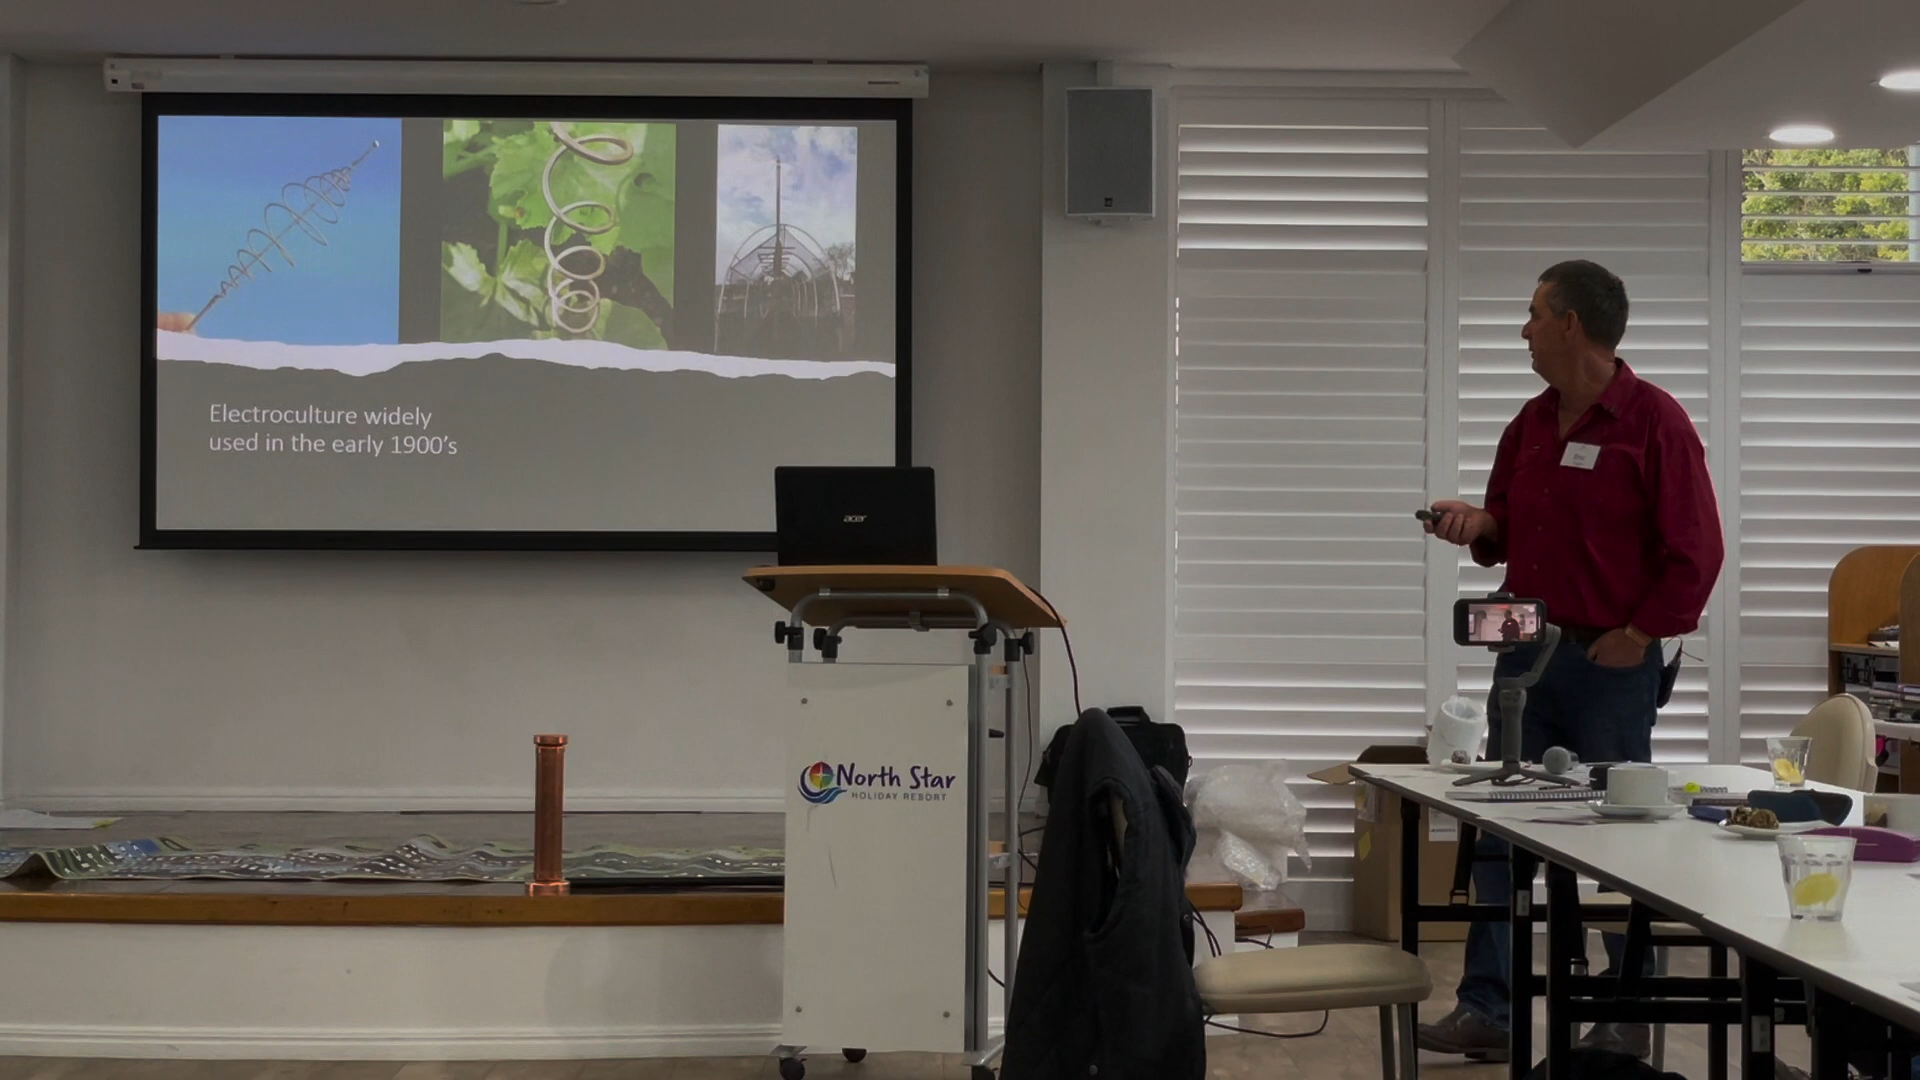 Electroculture widely
used in the early 1900's
acer
North Star
HOLIDAY RESORT